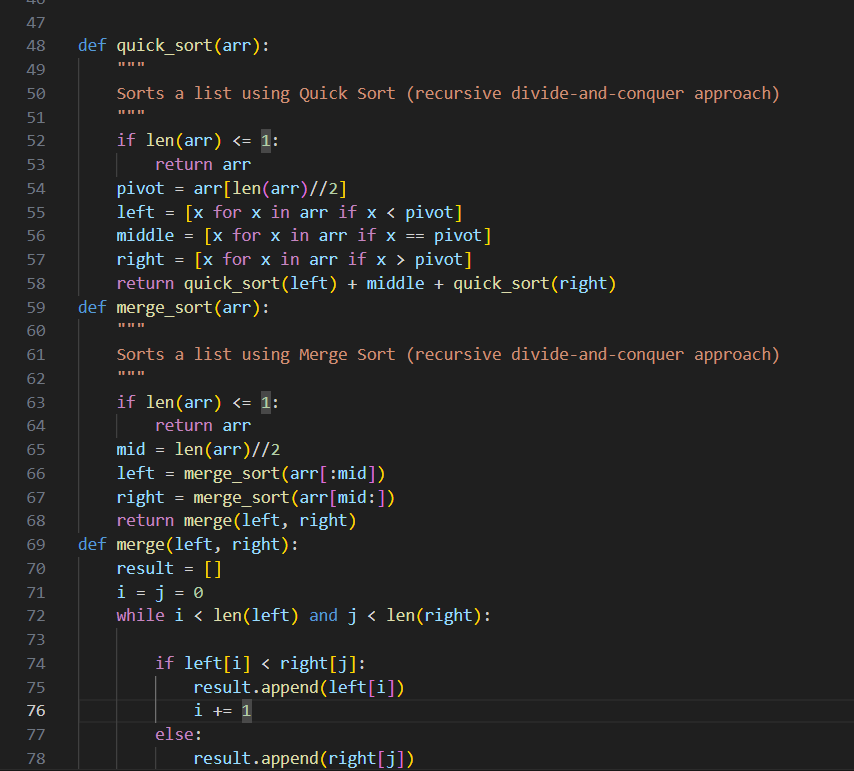 46
47
48 def quick_sort(arr):
49 """
50 Sorts a list using Quick Sort (recursive divide-and-conquer approach)
51 """
52 if len(arr) <= 1:
53 return arr
54 pivot = arr[len(arr)//2]
55 left = [x for x in arr if x < pivot]
56 middle = [x for x in arr if x == pivot]
57 right = [x for x in arr if x > pivot]
58 return quick_sort(left) + middle + quick_sort(right)
59 def merge_sort(arr):
60 """
61 Sorts a list using Merge Sort (recursive divide-and-conquer approach)
62 """
63 if len(arr) <= 1:
64 return arr
65 mid = len(arr)//2
66 left = merge_sort(arr[:mid])
67 right = merge_sort(arr[mid:])
68 return merge(left, right)
69 def merge(left, right):
70 result = []
71 i = j = 0
72 while i < len(left) and j < len(right):
73
74 if left[i] < right[j]:
75 result.append(left[i])
76 i += 1
77 else:
78 result.append(right[j])